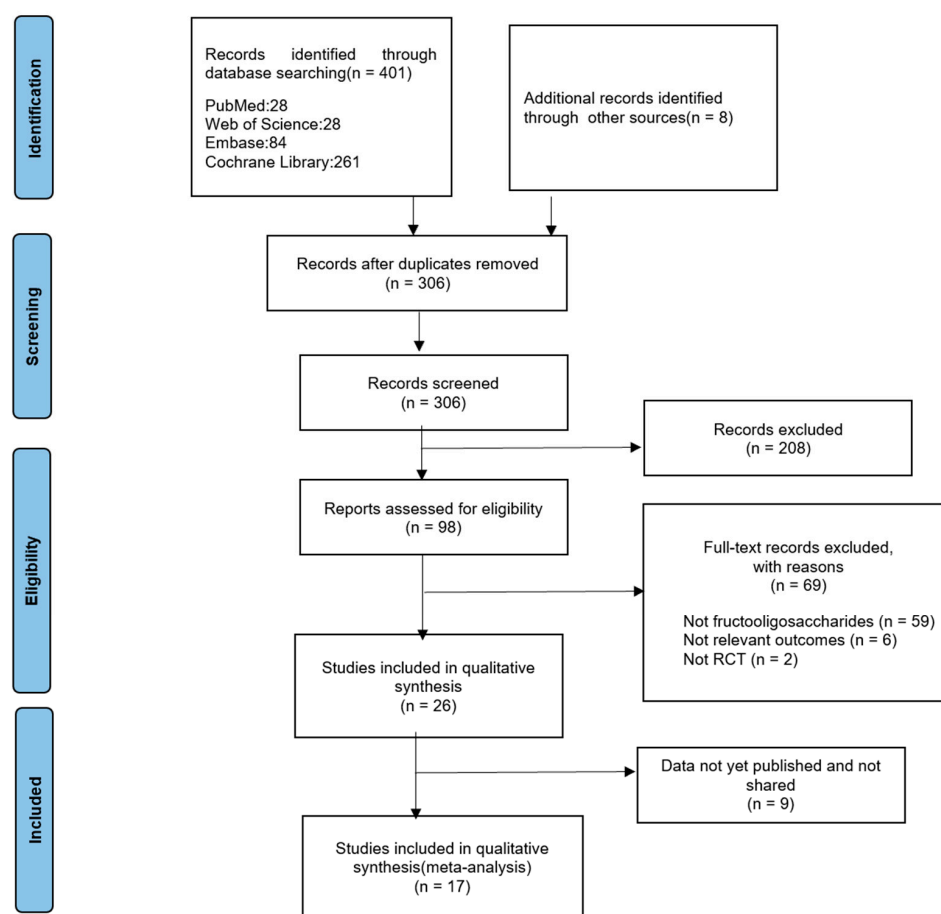 Identification
Records identified through
database searching(n = 401)
PubMed:28
Web of Science:28
Embase:84
Cochrane Library:261
Additional records identified
through other sources(n = 8)
Screening
Records after duplicates removed
(n = 306)
Records screened
(n = 306)
Records excluded
(n = 208)
Eligibility
Reports assessed for eligibility
(n = 98)
Full-text records excluded,
with reasons
(n = 69)
Not fructooligosaccharides (n = 59)
Not relevant outcomes (n = 6)
Not RCT (n = 2)
Studies included in qualitative
synthesis
(n = 26)
Included
Data not yet published and not
shared
(n = 9)
Studies included in qualitative
synthesis(meta-analysis)
(n = 17)